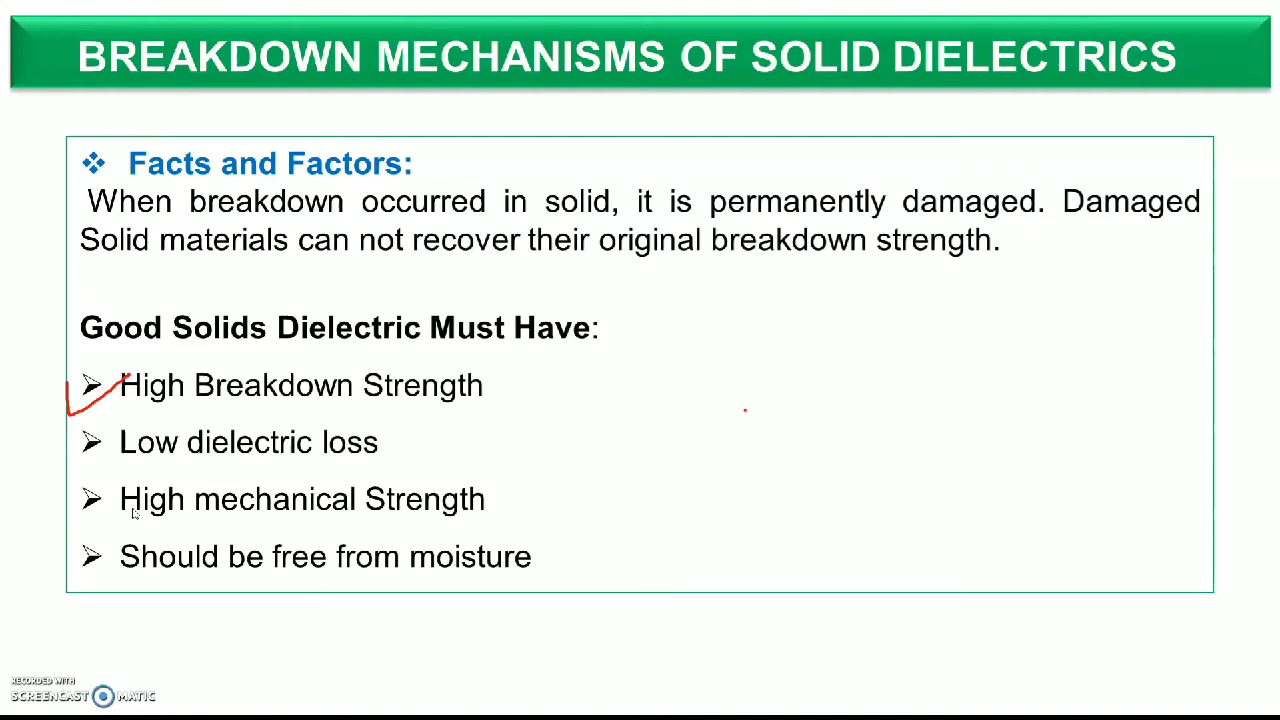 BREAKDOWN MECHANISMS OF SOLID DIELECTRICS
Facts and Factors:
When breakdown occurred in solid, it is permanently damaged. Damaged
Solid materials can not recover their original breakdown strength.
Good Solids Dielectric Must Have:
High Breakdown Strength
Low dielectric loss
High mechanical Strength
Should be free from moisture
RECORDED WITH
SCREENCAST MATIC